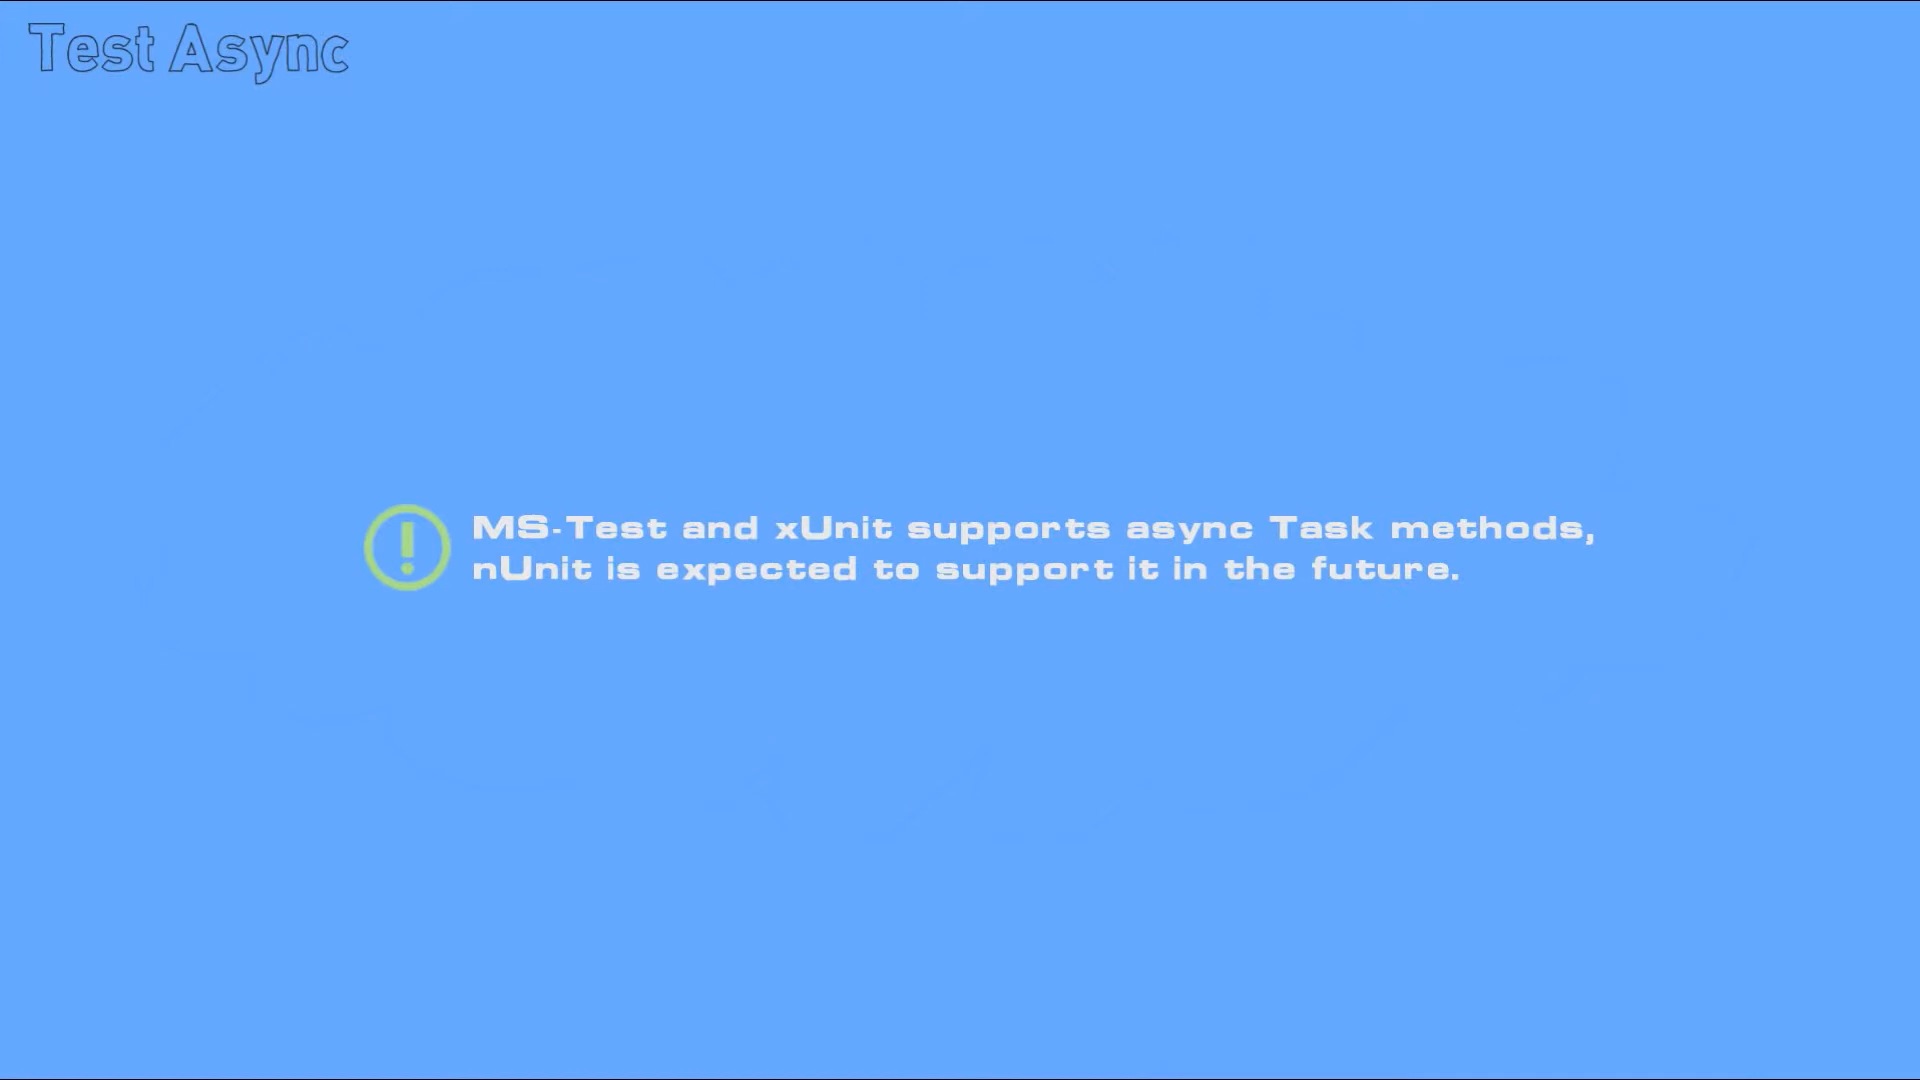 Test Async
MS-Test and xUnit supports async Task methods,
nUnit is expected to support it in the future.